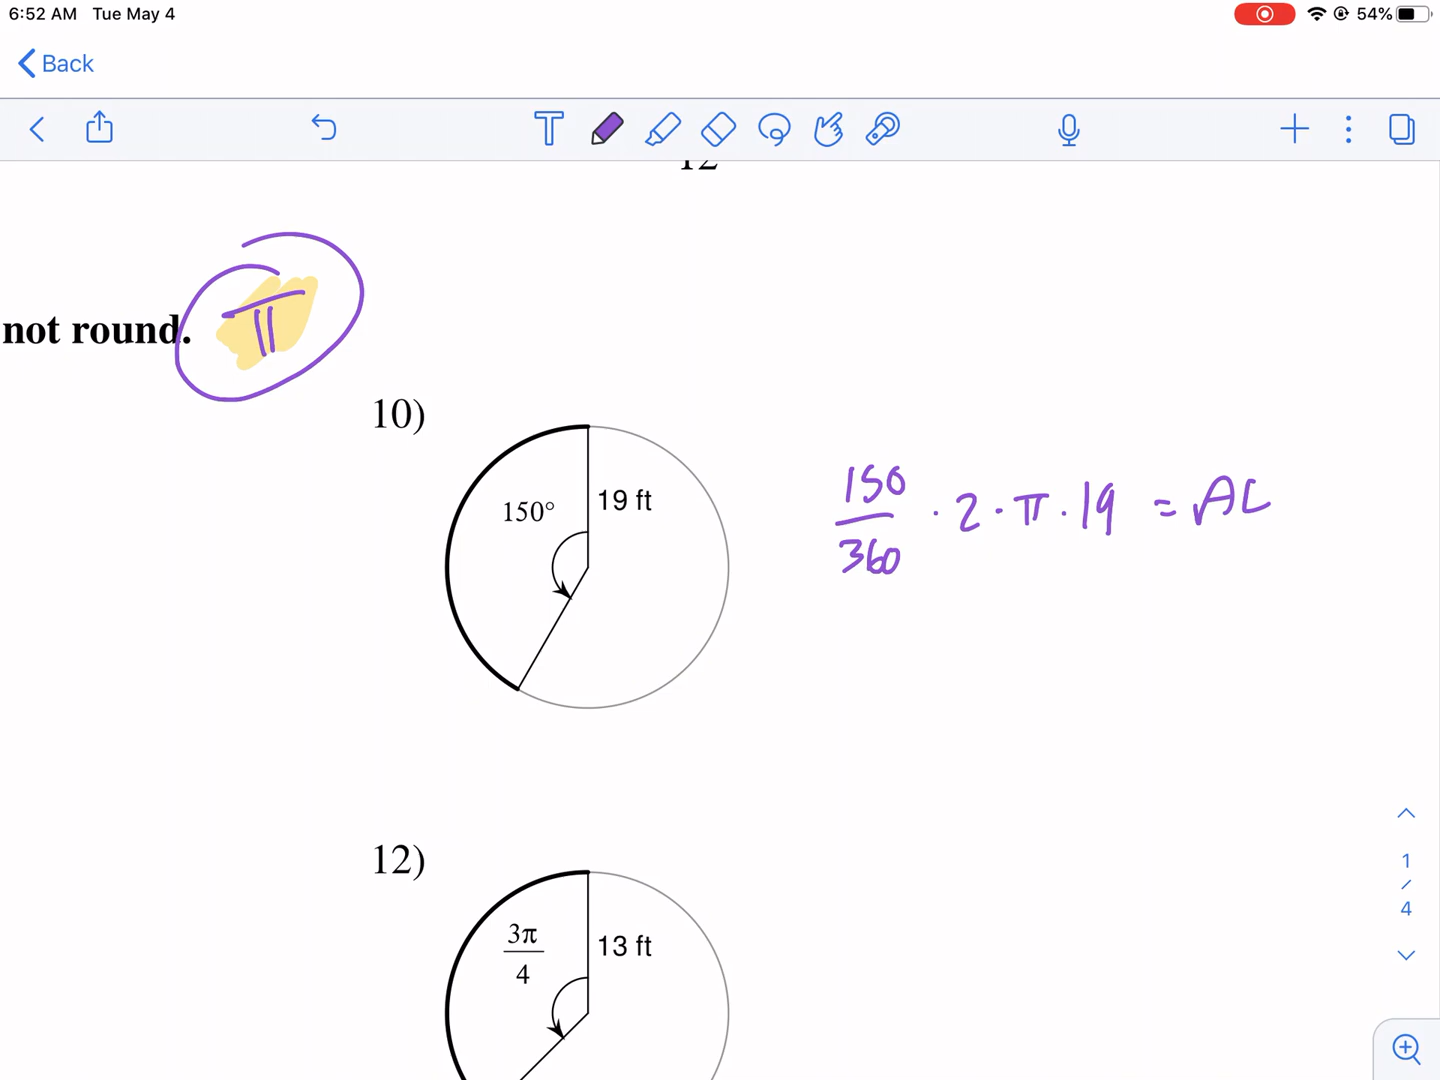 6:52 AM Tue May 4
54%
Back
T
12
not round. π
10)
150°
19 ft
150/360 · 2 · π · 19 = AL
12)
3π/4
13 ft
1
/
4